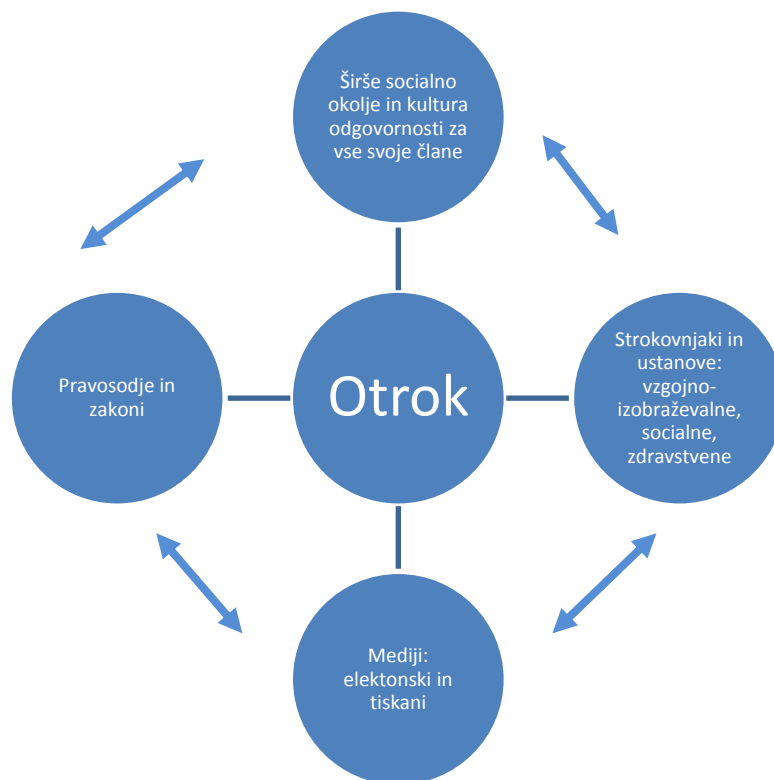 Širše socialno
okolje in kultura
odgovornosti za
vse svoje člane
Pravosodje in
zakoni
Otrok
Strokovnjaki in
ustanove:
vzgojno-
izobraževalne,
socialne,
zdravstvene
Mediji:
elektonski in
tiskani